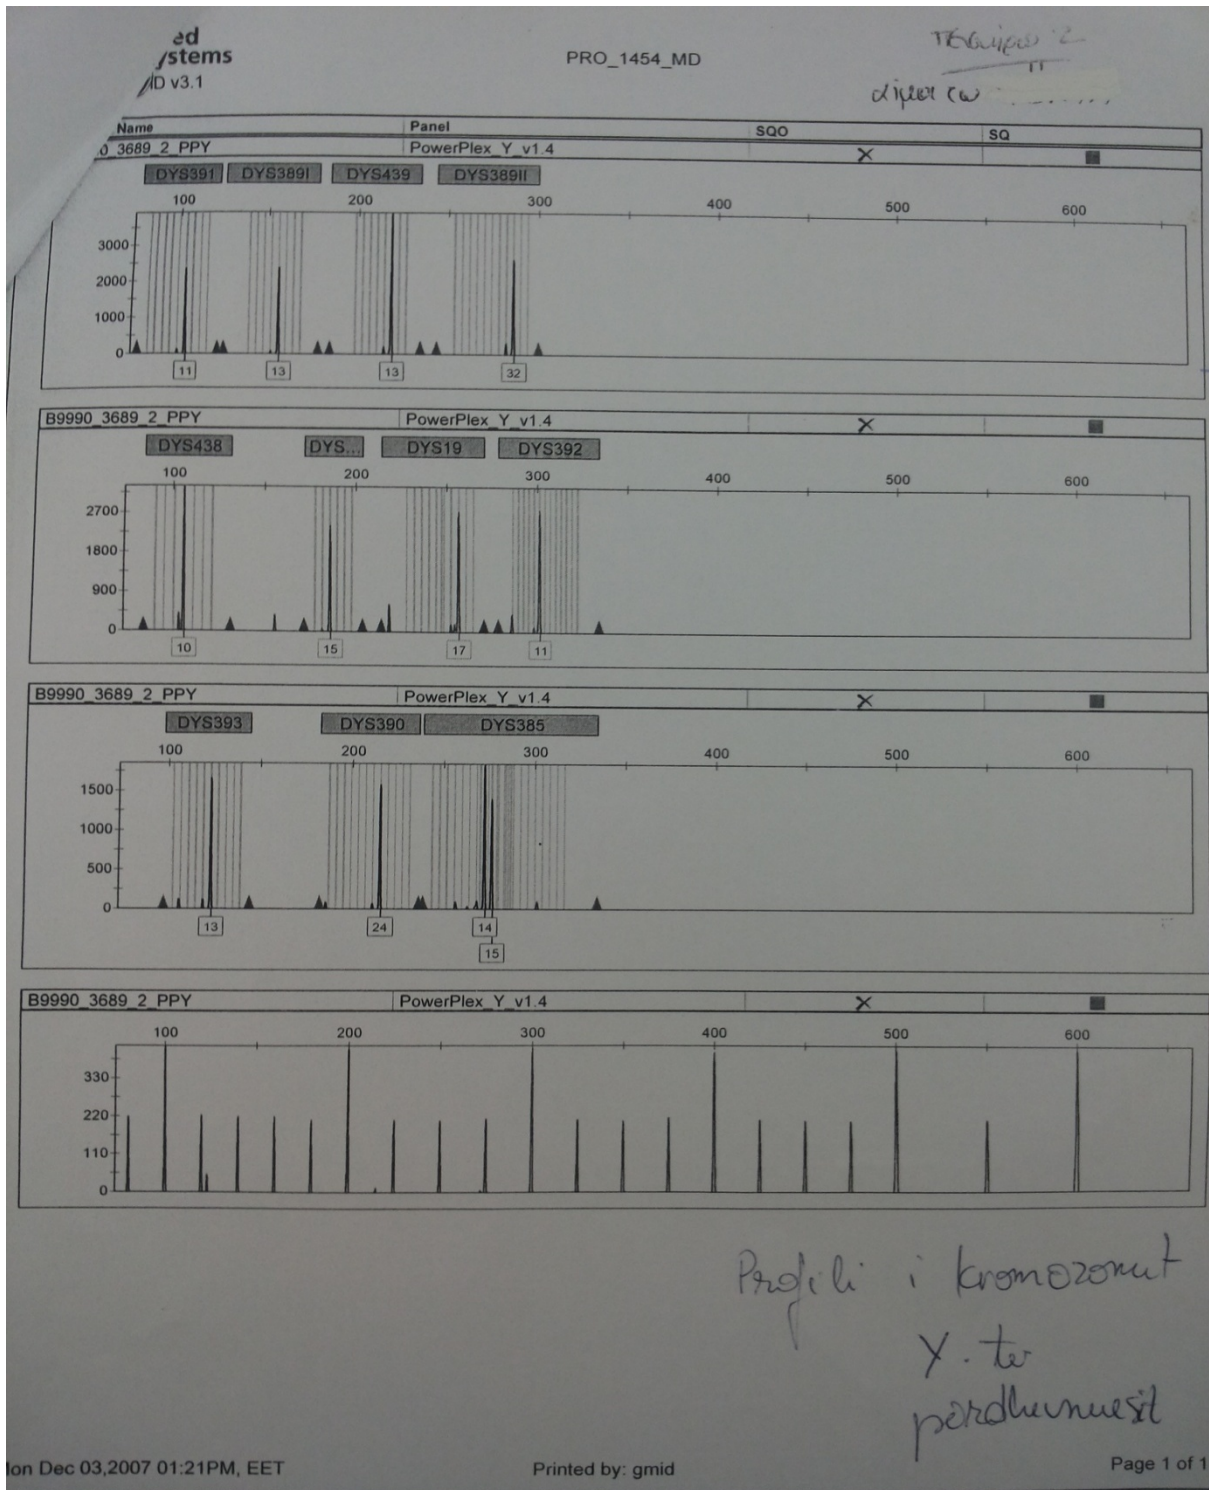 ed
ystems
ID v3.1
PRO_1454_MD
αίμα
Name Panel SQO SQ
0_3689_2_PPY PowerPlex_Y_v1.4
DYS391 DYS389I DYS439 DYS389II
100 200 300 400 500 600
3000
2000
1000
0
11 13 13 32
B9990_3689_2_PPY PowerPlex_Y_v1.4
DYS438 DYS... DYS19 DYS392
100 200 300 400 500 600
2700
1800
900
0
10 15 17 11
B9990_3689_2_PPY PowerPlex_Y_v1.4
DYS393 DYS390 DYS385
100 200 300 400 500 600
1500
1000
500
0
13 24 14
15
B9990_3689_2_PPY PowerPlex_Y_v1.4
100 200 300 400 500 600
330
220
110
0
Profili i kromozomit
Y. te
perdhunuesit
lon Dec 03,2007 01:21PM, EET Printed by: gmid Page 1 of 1